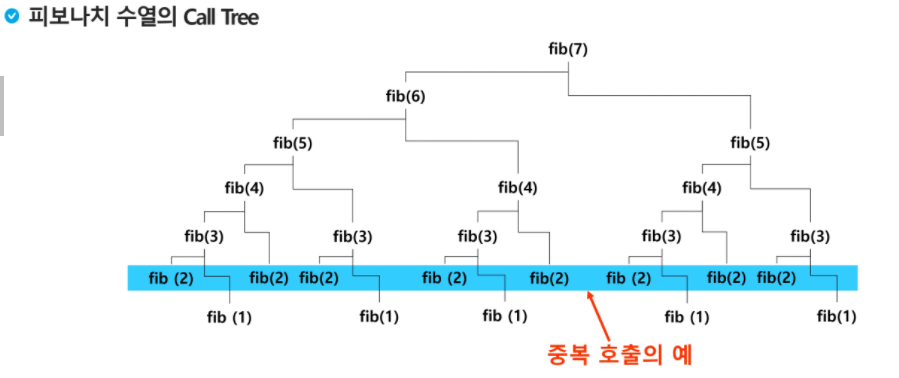 피보나치 수열의 Call Tree
fib(7)
fib(6)
fib(5) fib(5)
fib(4) fib(4) fib(4)
fib(3) fib(3) fib(3) fib(3) fib(3)
fib (2) fib(2) fib(2) fib (2) fib(2) fib (2) fib(2) fib(2)
fib (1) fib(1) fib (1) fib (1) fib(1)
중복 호출의 예